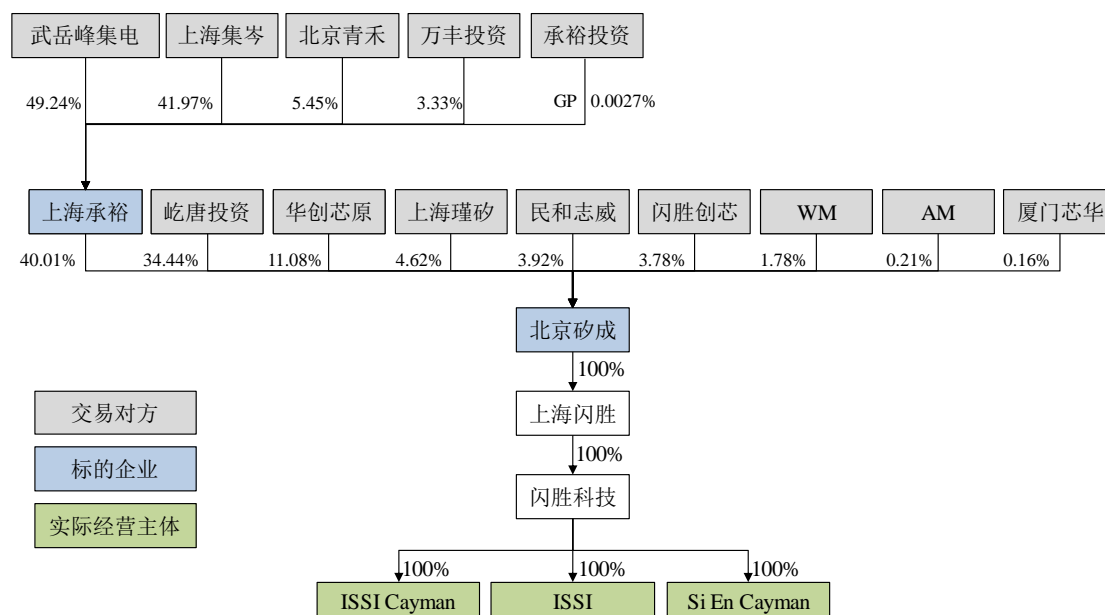 武岳峰集电 上海集岑 北京青禾 万丰投资 承裕投资
49.24% 41.97% 5.45% 3.33% GP 0.0027%
上海承裕 屹唐投资 华创芯原 上海瑾矽 民和志威 闪胜创芯 WM AM 厦门芯华
40.01% 34.44% 11.08% 4.62% 3.92% 3.78% 1.78% 0.21% 0.16%
北京矽成
100%
交易对方
上海闪胜
标的企业
100%
闪胜科技
实际经营主体
100% 100% 100%
ISSI Cayman ISSI Si En Cayman